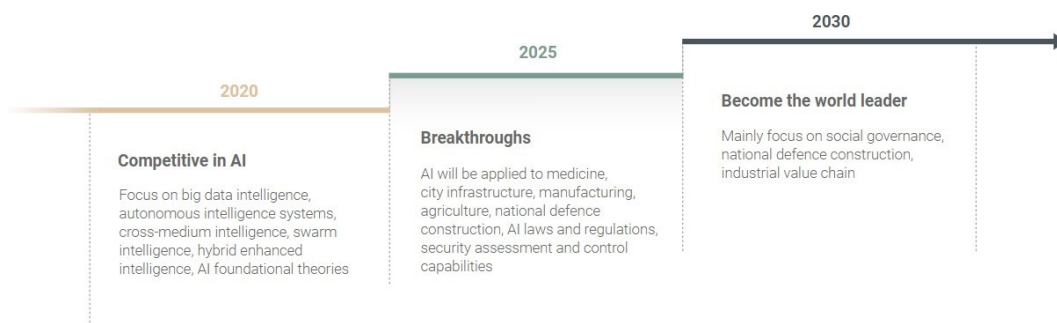 2020
Competitive in AI
Focus on big data intelligence,
autonomous intelligence systems,
cross-medium intelligence, swarm
intelligence, hybrid enhanced
intelligence, AI foundational theories
2025
Breakthroughs
AI will be applied to medicine,
city infrastructure, manufacturing,
agriculture, national defence
construction, AI laws and regulations,
security assessment and control
capabilities
2030
Become the world leader
Mainly focus on social governance,
national defence construction,
industrial value chain